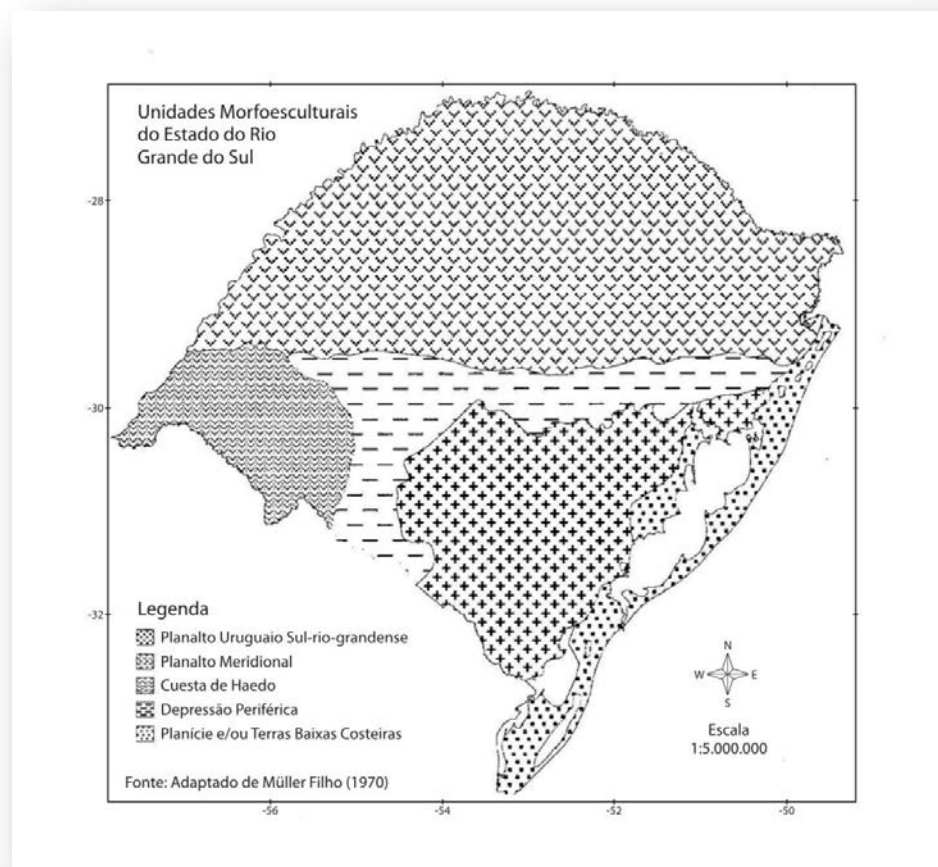 Unidades Morfoesculturais
do Estado do Rio
Grande do Sul
-28
-30
-32
Legenda
Planalto Uruguaio Sul-rio-grandense
Planalto Meridional
Cuesta de Haedo
Depressão Periférica
Planície e/ou Terras Baixas Costeiras
N
W E
S
Escala
1:5.000.000
Fonte: Adaptado de Müller Filho (1970)
-56 -54 -52 -50